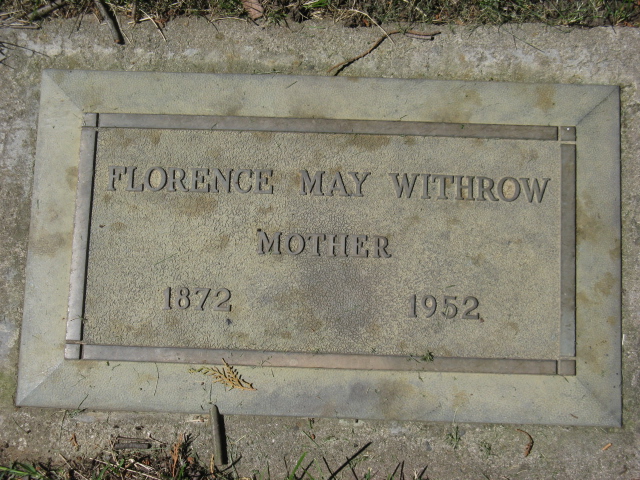 FLORENCE MAY WITHROW
MOTHER
1872 1952